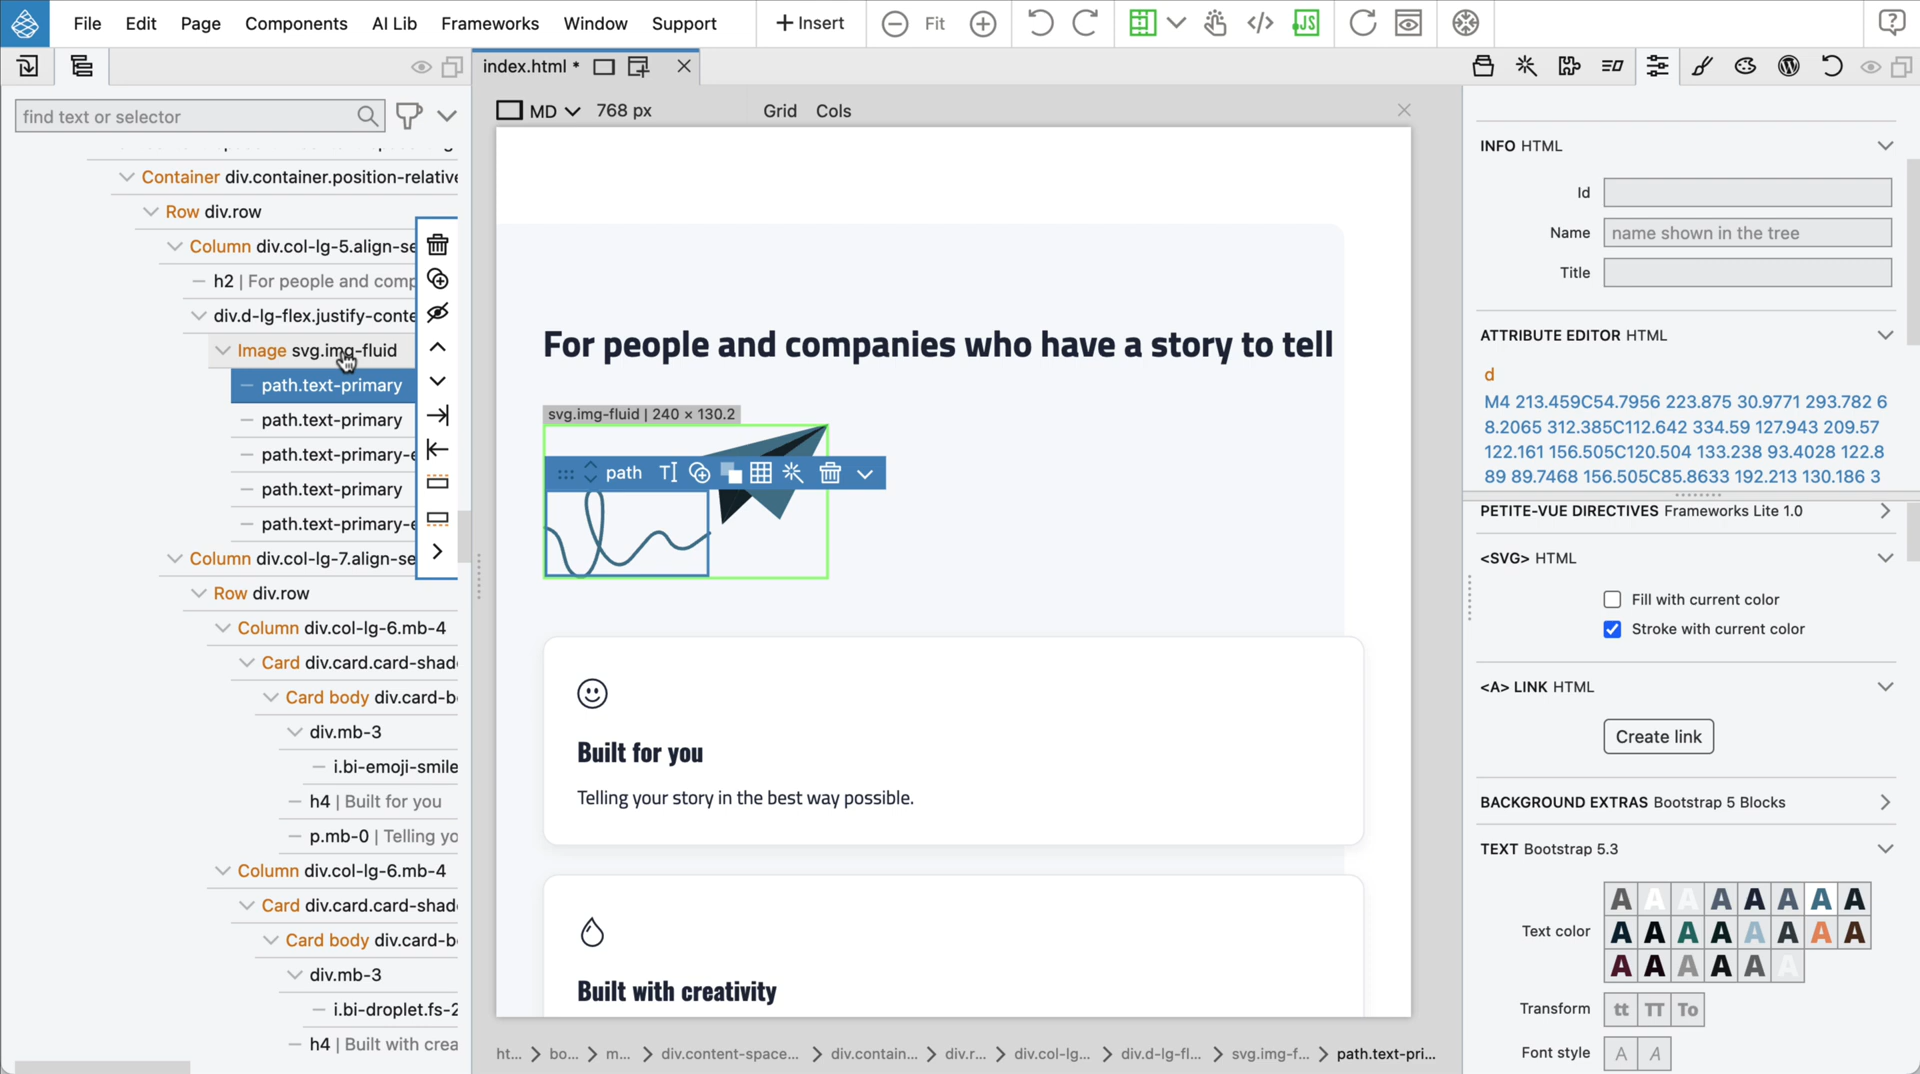 File Edit Page Components AI Lib Frameworks Window Support Insert Fit </> JS
index.html *
find text or selector
MD 768 px Grid Cols
Container div.container.position-relative
Row div.row
Column div.col-lg-5.align-se
h2 | For people and comp
div.d-lg-flex.justify-conte
Image svg.img-fluid
path.text-primary
path.text-primary
path.text-primary-e
path.text-primary
path.text-primary-e
Column div.col-lg-7.align-se
Row div.row
Column div.col-lg-6.mb-4
Card div.card.card-shad
Card body div.card-b
div.mb-3
i.bi-emoji-smile
h4 | Built for you
p.mb-0 | Telling yo
Column div.col-lg-6.mb-4
Card div.card.card-shad
Card body div.card-b
div.mb-3
i.bi-droplet.fs-2
h4 | Built with crea
For people and companies who have a story to tell
svg.img-fluid | 240 × 130.2
path
Built for you
Telling your story in the best way possible.
Built with creativity
ht... bo... m... div.content-space... div.contain... div.r... div.col-lg... div.d-lg-fl... svg.img-f... path.text-pri...
INFO HTML
Id
Name name shown in the tree
Title
ATTRIBUTE EDITOR HTML
d
M4 213.459C54.7956 223.875 30.9771 293.782 6
8.2065 312.385C112.642 334.59 127.943 209.57
122.161 156.505C120.504 133.238 93.4028 122.8
89 89.7468 156.505C85.8633 192.213 130.186 3
PETITE-VUE DIRECTIVES Frameworks Lite 1.0
<SVG> HTML
Fill with current color
Stroke with current color
<A> LINK HTML
Create link
BACKGROUND EXTRAS Bootstrap 5 Blocks
TEXT Bootstrap 5.3
A A A A A A A A
Text color A A A A A A A A
A A A A A A
Transform tt TT To
Font style A A